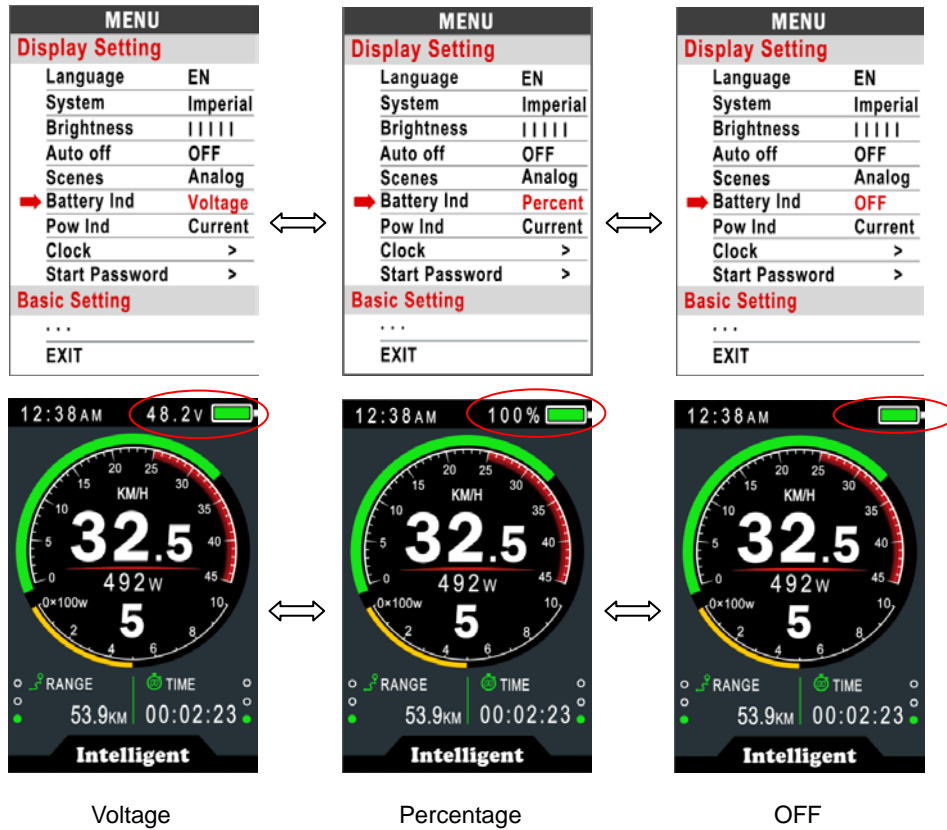 MENU
Display Setting
Language EN
System Imperial
Brightness IIIII
Auto off OFF
Scenes Analog
Battery Ind Voltage
Pow Ind Current
Clock >
Start Password >
Basic Setting
...
EXIT
MENU
Display Setting
Language EN
System Imperial
Brightness IIIII
Auto off OFF
Scenes Analog
Battery Ind Percent
Pow Ind Current
Clock >
Start Password >
Basic Setting
...
EXIT
MENU
Display Setting
Language EN
System Imperial
Brightness IIIII
Auto off OFF
Scenes Analog
Battery Ind OFF
Pow Ind Current
Clock >
Start Password >
Basic Setting
...
EXIT
12:38AM 48.2V
0 5 10 15 20 25 30 35 40 45
KM/H
32.5
492W
0×100w 2 4 6 8 10
5
RANGE TIME
53.9KM 00:02:23
Intelligent
12:38AM 100%
0 5 10 15 20 25 30 35 40 45
KM/H
32.5
492W
0×100w 2 4 6 8 10
5
RANGE TIME
53.9KM 00:02:23
Intelligent
12:38AM
0 5 10 15 20 25 30 35 40 45
KM/H
32.5
492W
0×100w 2 4 6 8 10
5
RANGE TIME
53.9KM 00:02:23
Intelligent
Voltage Percentage OFF